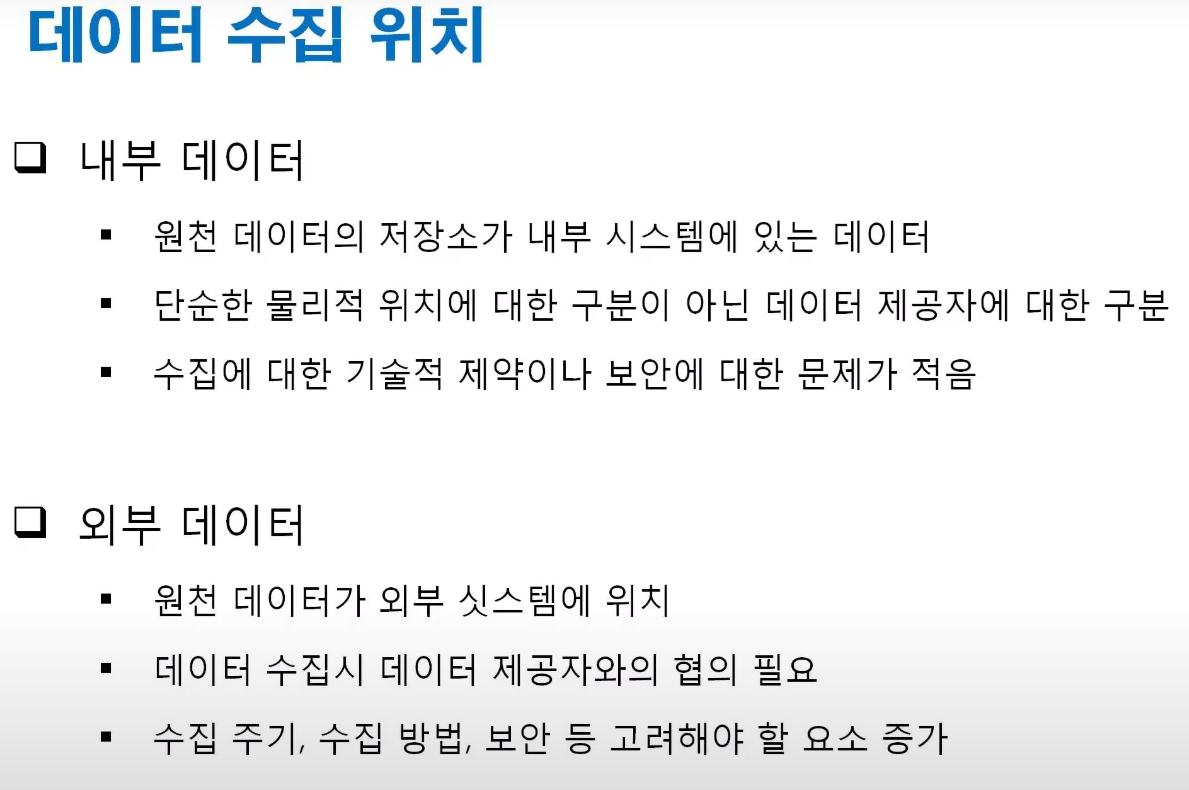 데이터 수집 위치
❑ 내부 데이터
▪ 원천 데이터의 저장소가 내부 시스템에 있는 데이터
▪ 단순한 물리적 위치에 대한 구분이 아닌 데이터 제공자에 대한 구분
▪ 수집에 대한 기술적 제약이나 보안에 대한 문제가 적음
❑ 외부 데이터
▪ 원천 데이터가 외부 싯스템에 위치
▪ 데이터 수집시 데이터 제공자와의 협의 필요
▪ 수집 주기, 수집 방법, 보안 등 고려해야 할 요소 증가